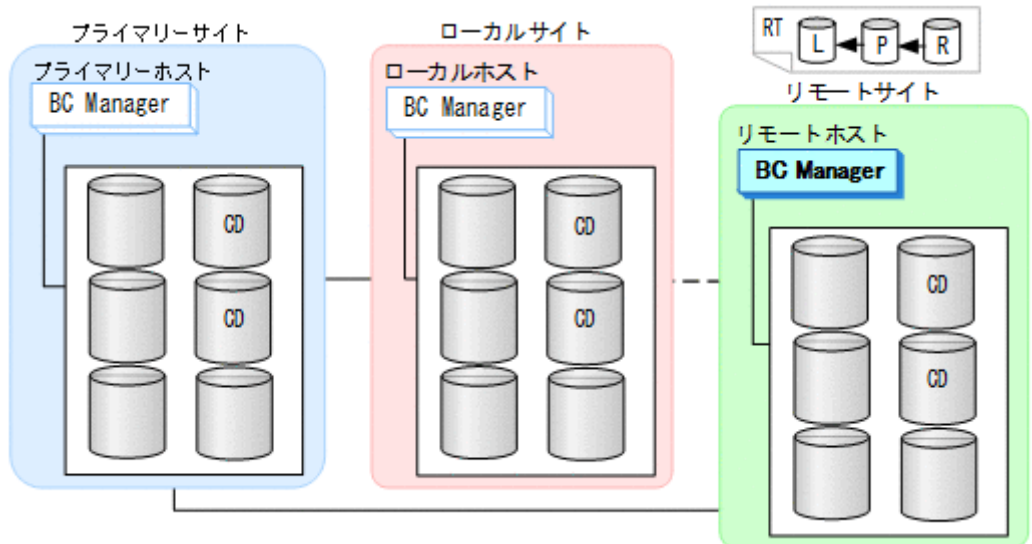 プライマリーサイト
プライマリーホスト
BC Manager
CD
CD
ローカルサイト
ローカルホスト
BC Manager
CD
CD
RT
L
P
R
リモートサイト
リモートホスト
BC Manager
CD
CD